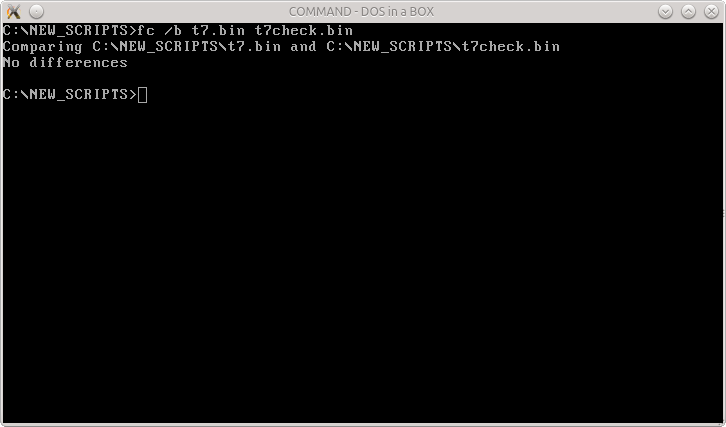 COMMAND - DOS in a BOX
C:\NEW_SCRIPTS>fc /b t7.bin t7check.bin
Comparing C:\NEW_SCRIPTS\t7.bin and C:\NEW_SCRIPTS\t7check.bin
No differences
C:\NEW_SCRIPTS>